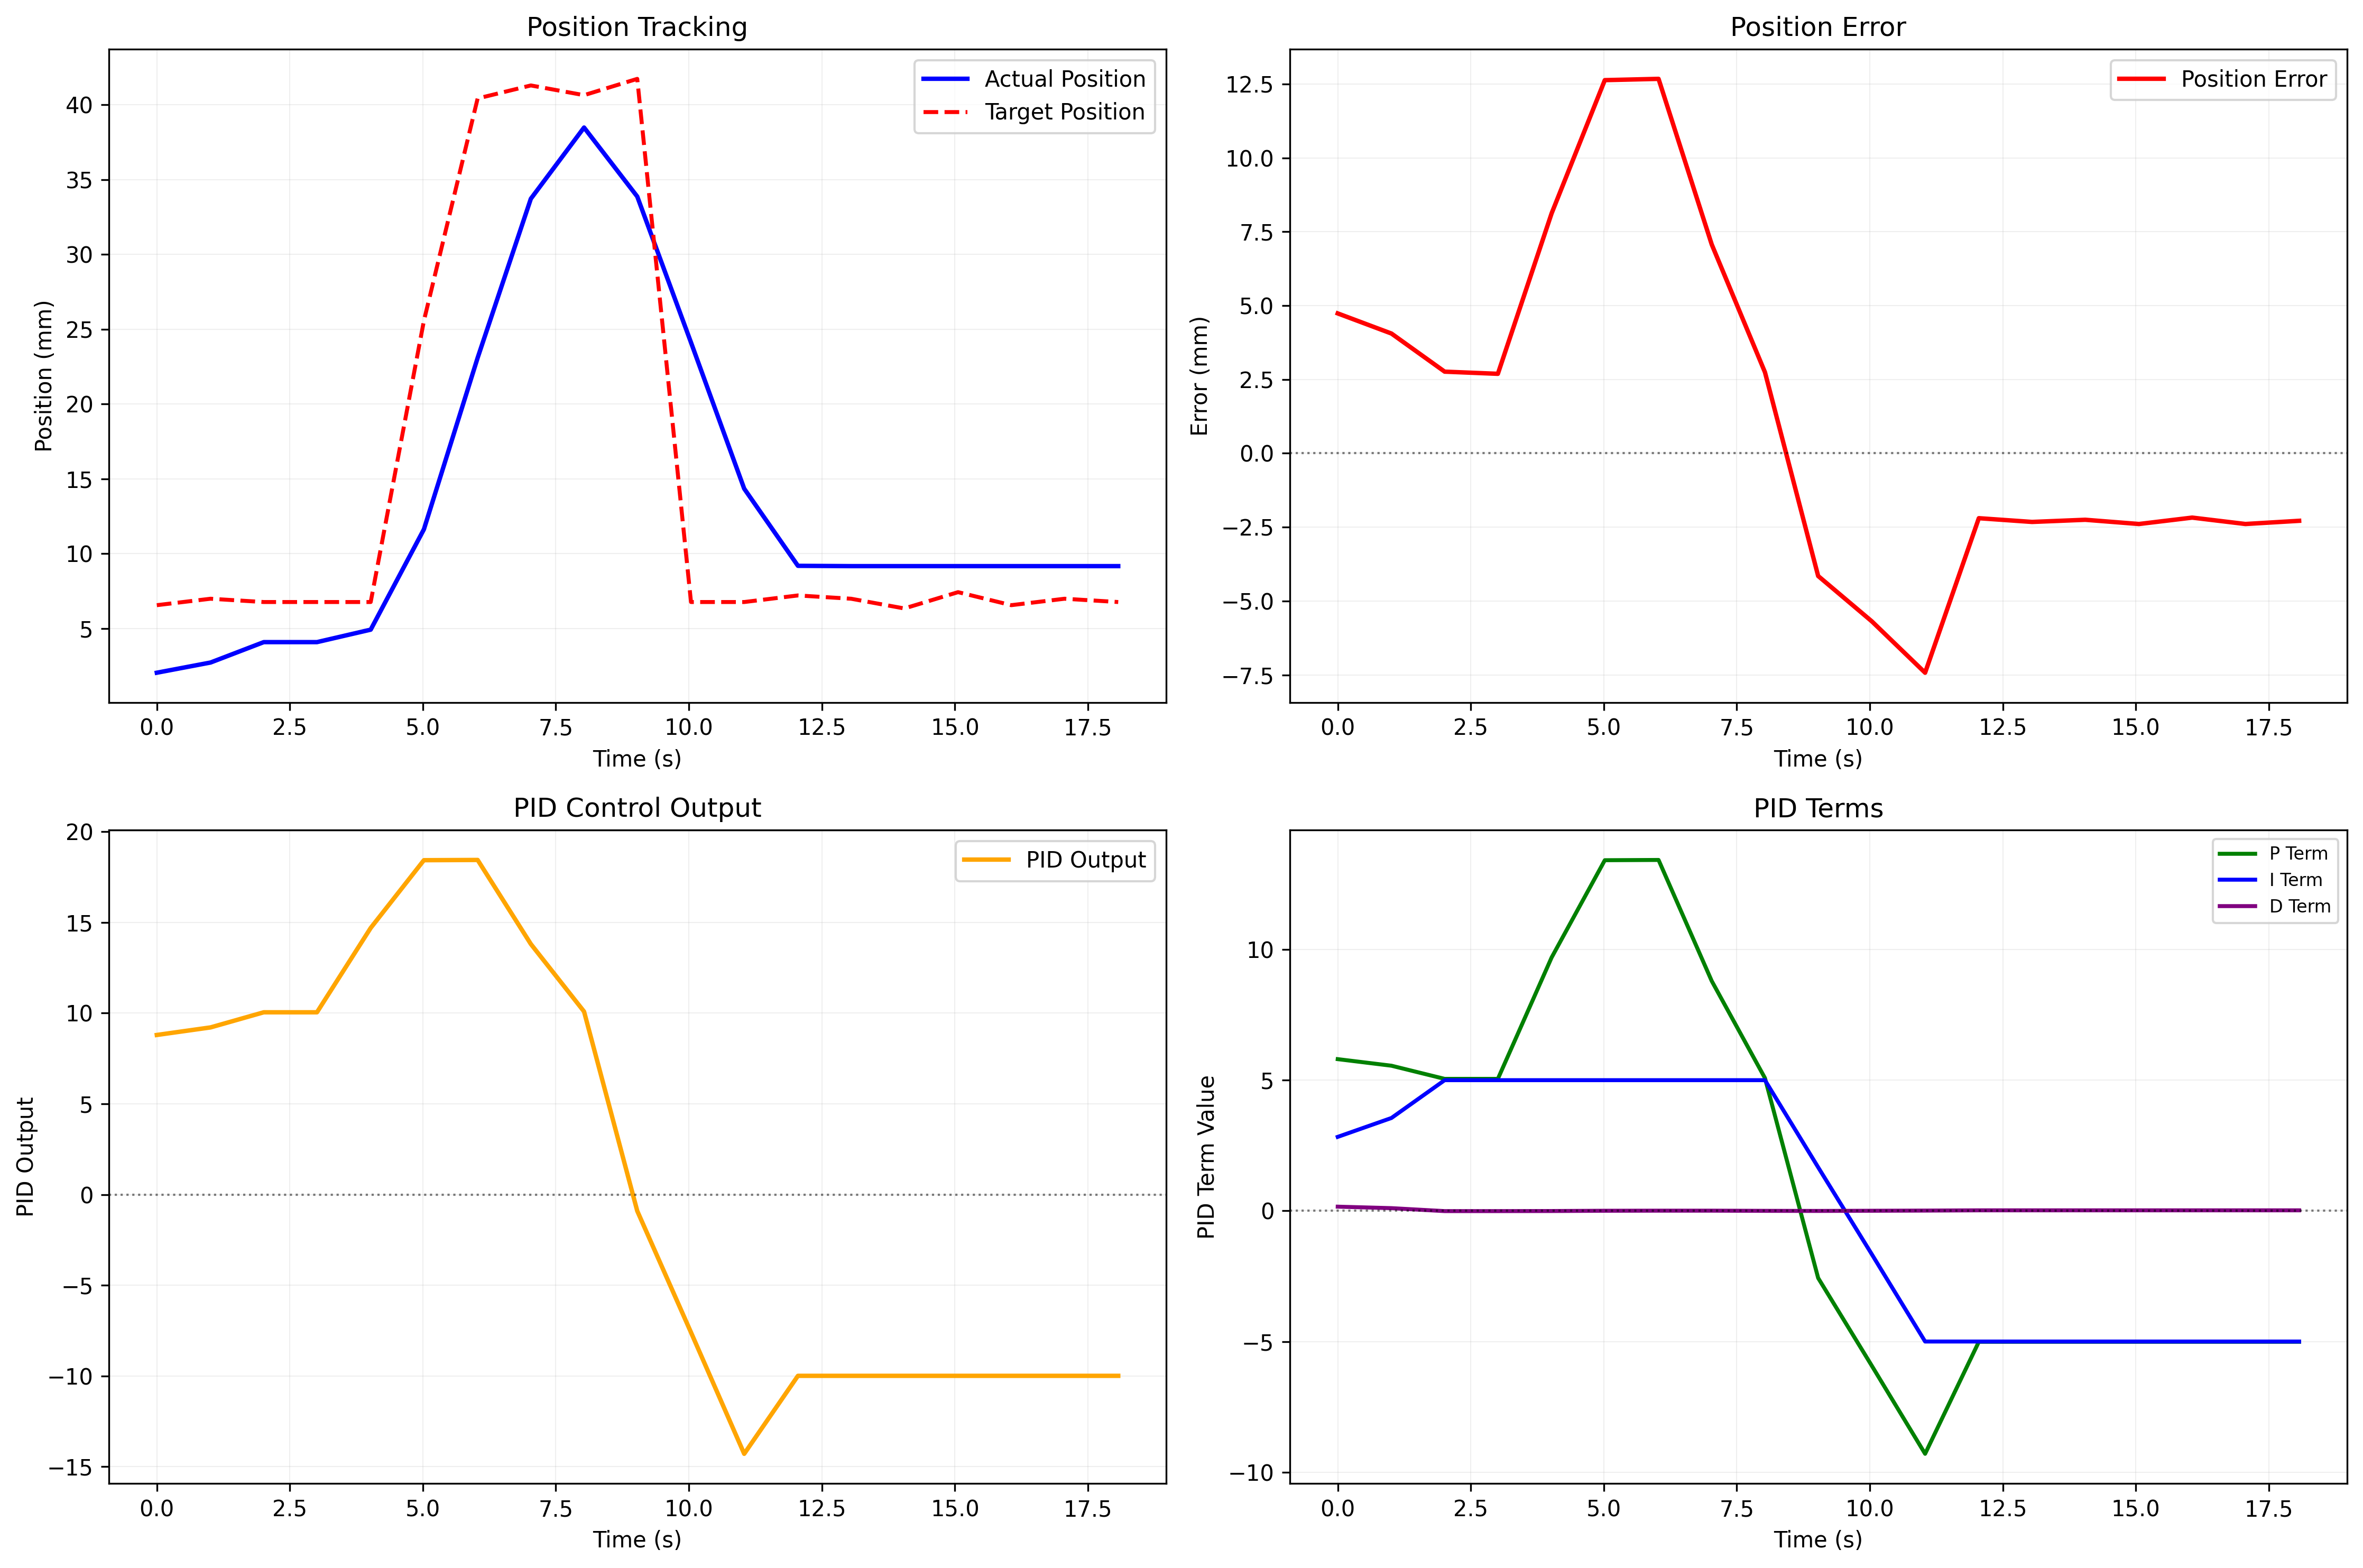 Position Tracking
Actual Position
Target Position
40
35
30
25
20
15
10
5
Position (mm)
0.0 2.5 5.0 7.5 10.0 12.5 15.0 17.5
Time (s)
Position Error
Position Error
12.5
10.0
7.5
5.0
2.5
0.0
−2.5
−5.0
−7.5
Error (mm)
0.0 2.5 5.0 7.5 10.0 12.5 15.0 17.5
Time (s)
PID Control Output
PID Output
20
15
10
5
0
−5
−10
−15
PID Output
0.0 2.5 5.0 7.5 10.0 12.5 15.0 17.5
Time (s)
PID Terms
P Term
I Term
D Term
10
5
0
−5
−10
PID Term Value
0.0 2.5 5.0 7.5 10.0 12.5 15.0 17.5
Time (s)